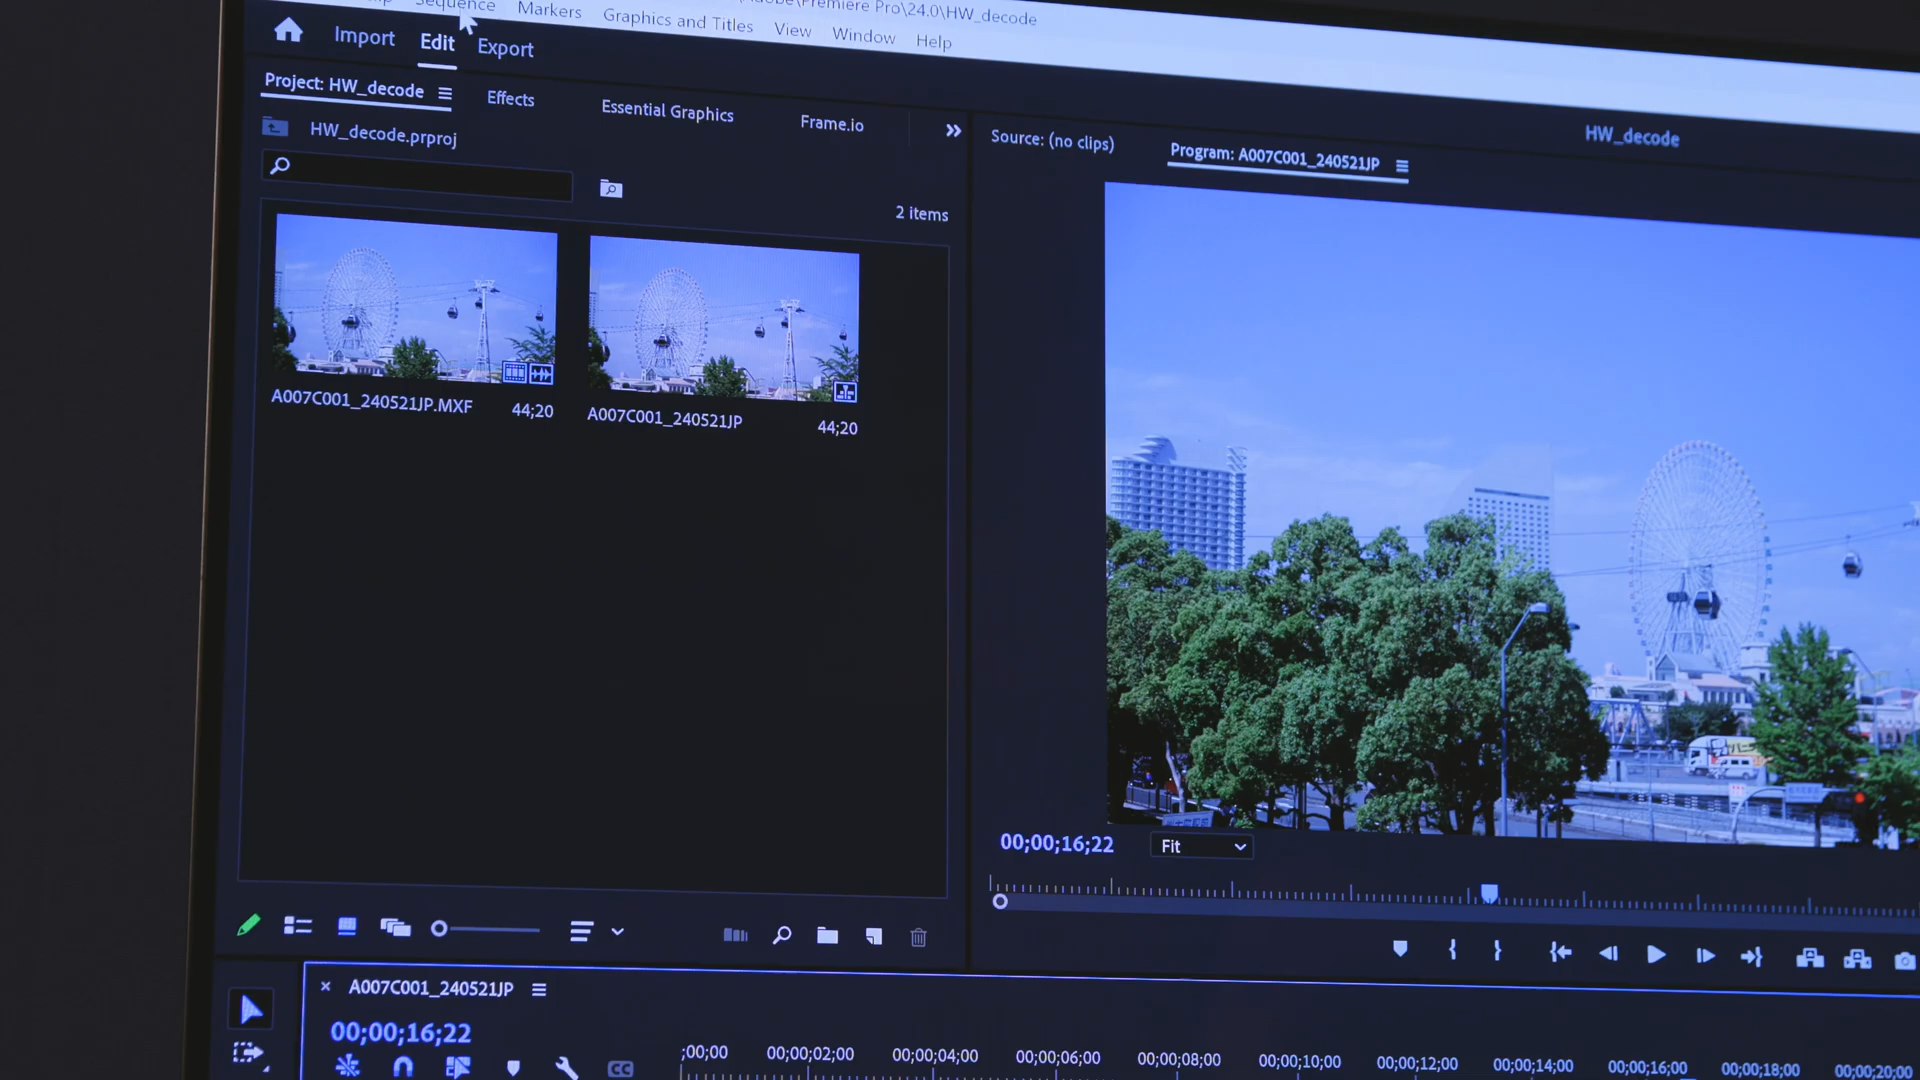 Sequence Markers Graphics and Titles View Window Help
Adobe\Premiere Pro\24.0\HW_decode
Import Edit Export
Project: HW_decode Effects Essential Graphics Frame.io
HW_decode.prproj
2 items
A007C001_240521JP.MXF 44;20
A007C001_240521JP 44;20
HW_decode
Source: (no clips) Program: A007C001_240521JP
00;00;16;22 Fit
A007C001_240521JP
00;00;16;22
;00;00 00;00;02;00 00;00;04;00 00;00;06;00 00;00;08;00 00;00;10;00 00;00;12;00 00;00;14;00 00;00;16;00 00;00;18;00 00;00;20;00
CC